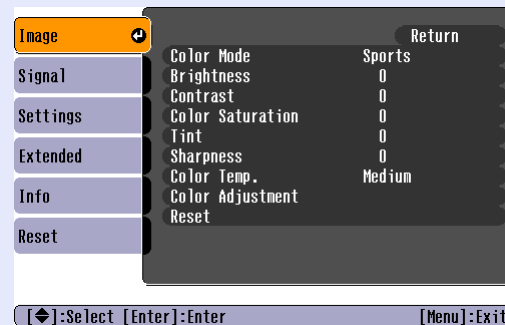 Image
Signal
Settings
Extended
Info
Reset
Return
Color Mode Sports
Brightness 0
Contrast 0
Color Saturation 0
Tint 0
Sharpness 0
Color Temp. Medium
Color Adjustment
Reset
[◆]:Select [Enter]:Enter [Menu]:Exit